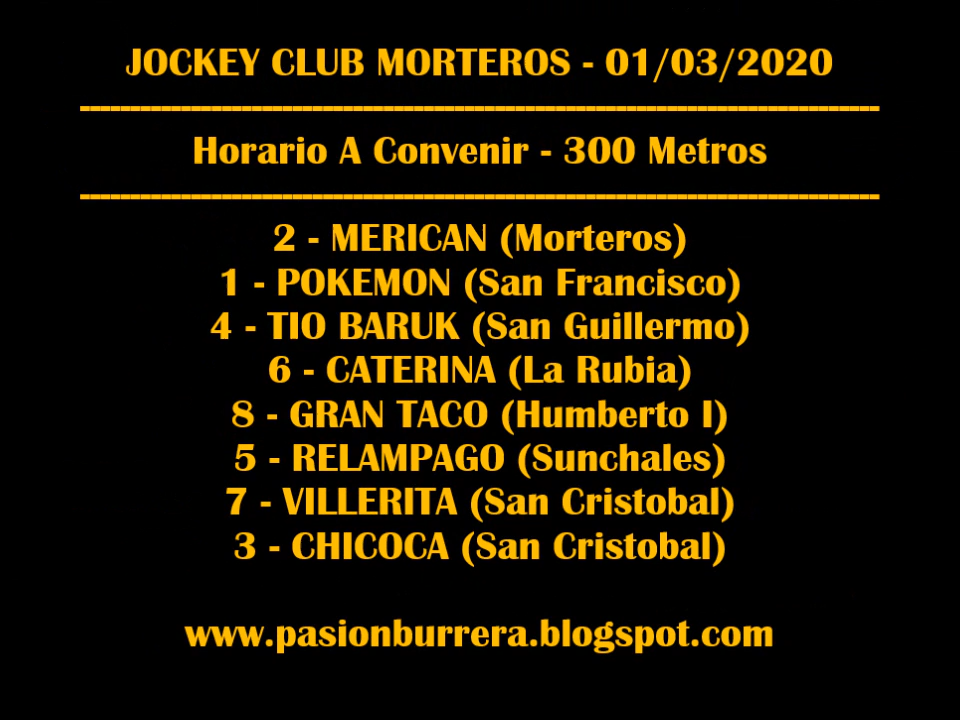 JOCKEY CLUB MORTEROS - 01/03/2020
--------------------------------------------------------------------------------
Horario A Convenir - 300 Metros
--------------------------------------------------------------------------------
2 - MERICAN (Morteros)
1 - POKEMON (San Francisco)
4 - TIO BARUK (San Guillermo)
6 - CATERINA (La Rubia)
8 - GRAN TACO (Humberto I)
5 - RELAMPAGO (Sunchales)
7 - VILLERITA (San Cristobal)
3 - CHICOCA (San Cristobal)
www.pasionburrera.blogspot.com